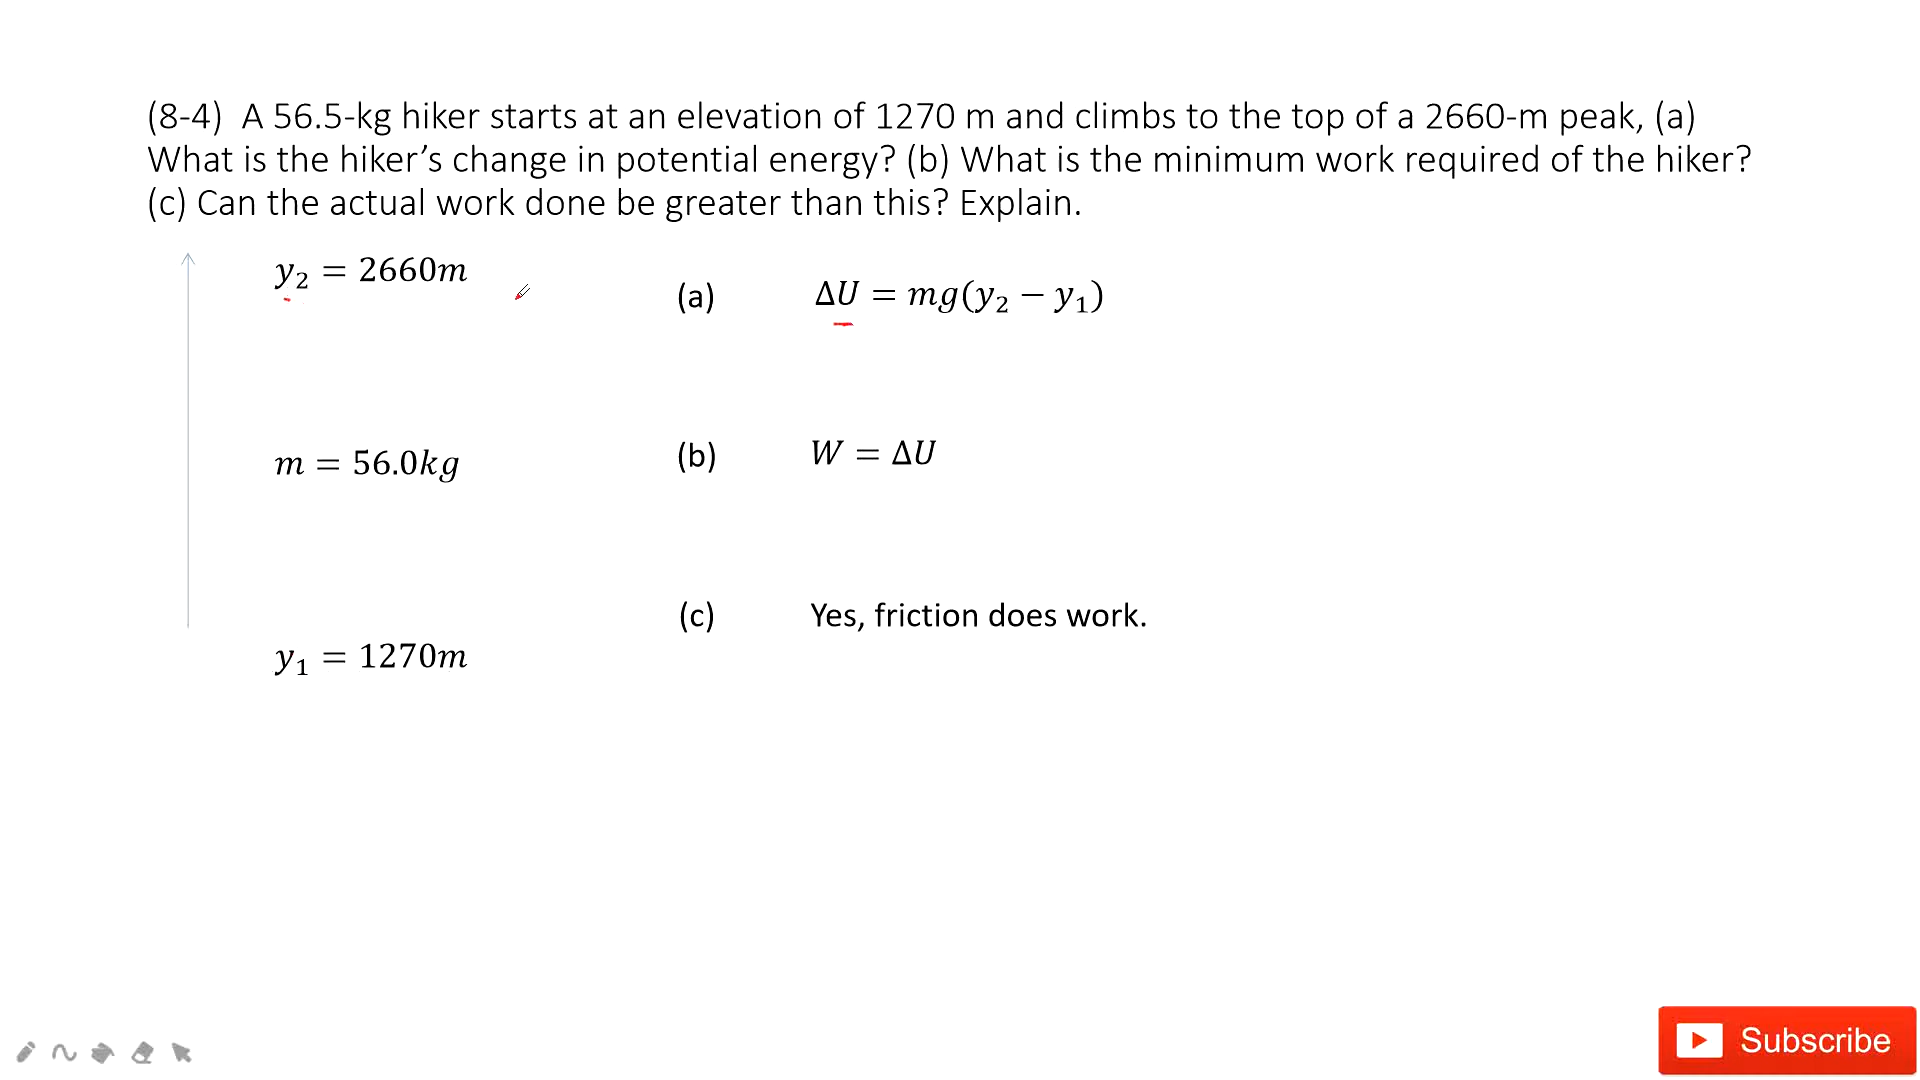 (8-4)  A 56.5-kg hiker starts at an elevation of 1270 m and climbs to the top of a 2660-m peak, (a)
What is the hiker’s change in potential energy? (b) What is the minimum work required of the hiker?
(c) Can the actual work done be greater than this? Explain.
y₂ = 2660m
(a) ΔU = mg(y₂ − y₁)
m = 56.0kg
(b) W = ΔU
(c) Yes, friction does work.
y₁ = 1270m
Subscribe